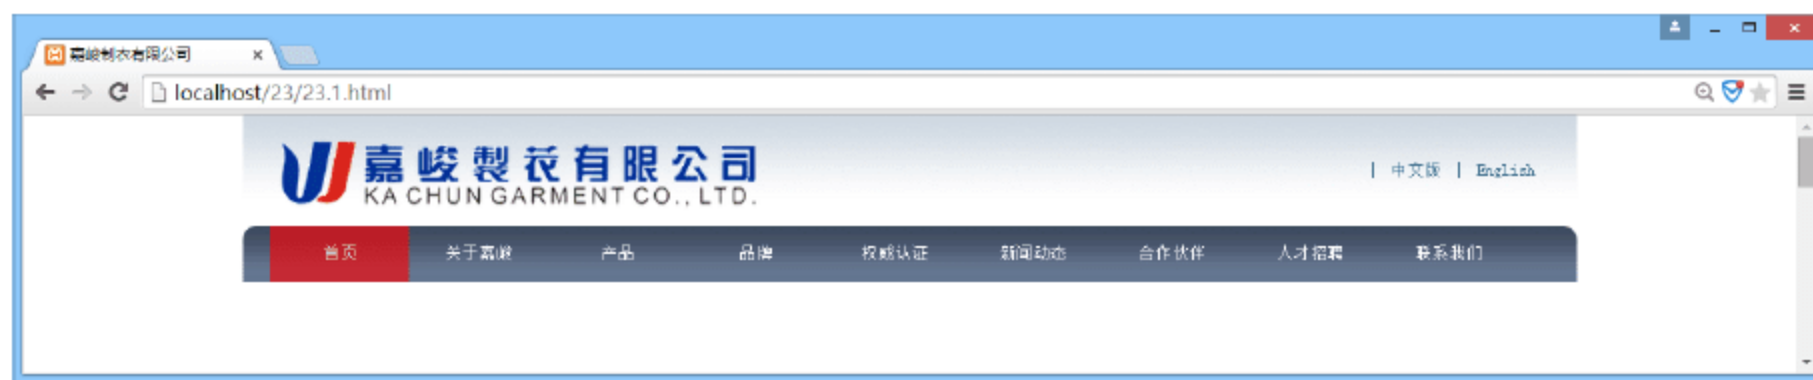 嘉峻制衣有限公司
localhost/23/23.1.html
嘉峻製衣有限公司
KA CHUN GARMENT CO., LTD.
| 中文版 | English
首页 关于嘉峻 产品 品牌 权威认证 新闻动态 合作伙伴 人才招聘 联系我们